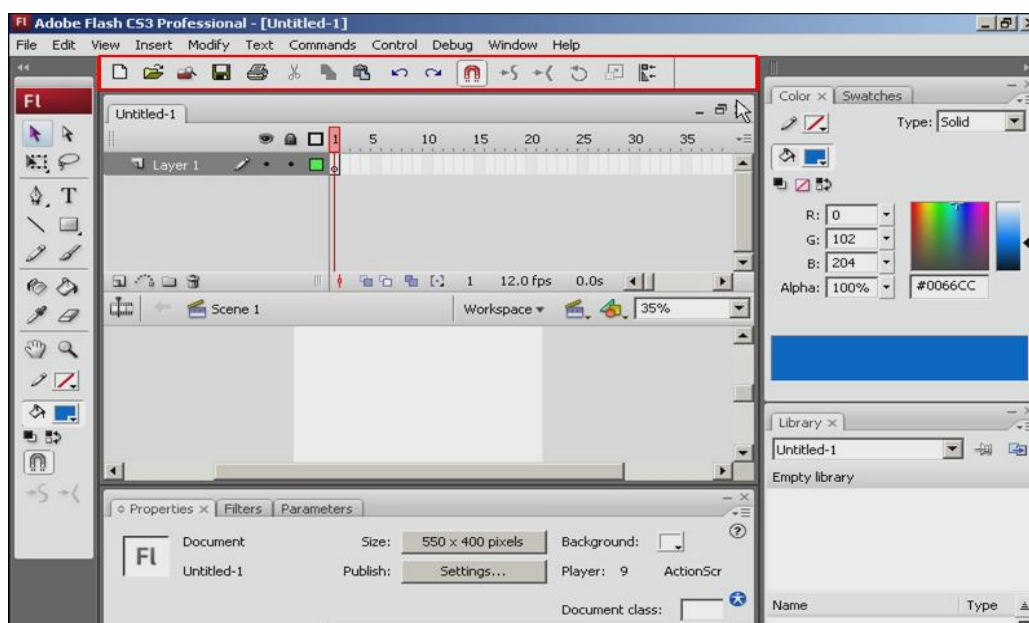 Fl Adobe Flash CS3 Professional - [Untitled-1]
File Edit View Insert Modify Text Commands Control Debug Window Help
Fl
Untitled-1
1 5 10 15 20 25 30 35
Layer 1
1 12.0 fps 0.0s
Scene 1 Workspace 35%
Properties × Filters Parameters
Fl
Document Size: 550 x 400 pixels Background:
Untitled-1 Publish: Settings... Player: 9 ActionScr
Document class:
Color × Swatches
Type: Solid
R: 0
G: 102
B: 204
Alpha: 100% #0066CC
Library ×
Untitled-1
Empty library
Name Type